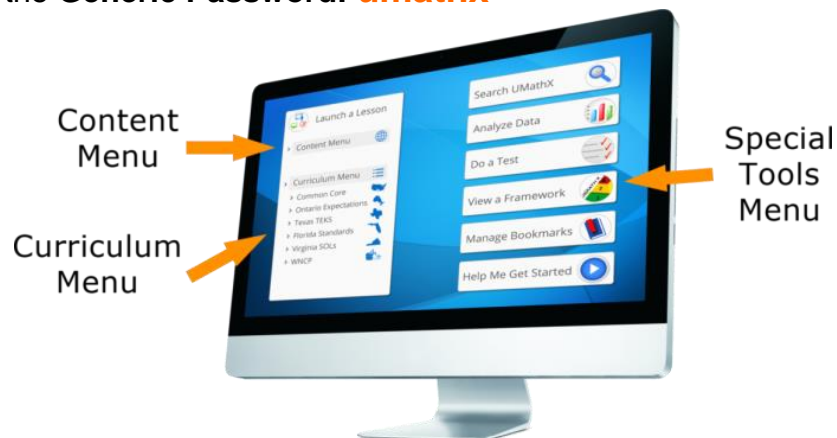 the Generic Password: umathx
Content
Menu
Curriculum
Menu
Launch a Lesson
Content Menu
Curriculum Menu
Common Core
Ontario Expectations
Texas TEKS
Florida Standards
Virginia SOLs
WNCP
Search UMathX
Analyze Data
Do a Test
View a Framework
Manage Bookmarks
Help Me Get Started
Special
Tools
Menu